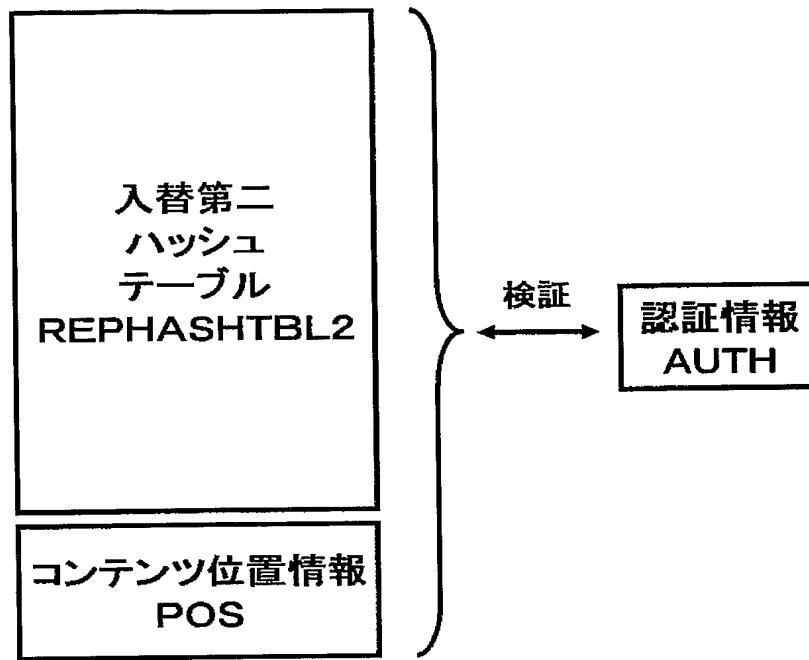 入替第二
ハッシュ
テーブル
REPHASHTBL2
コンテンツ位置情報
POS
検証
認証情報
AUTH